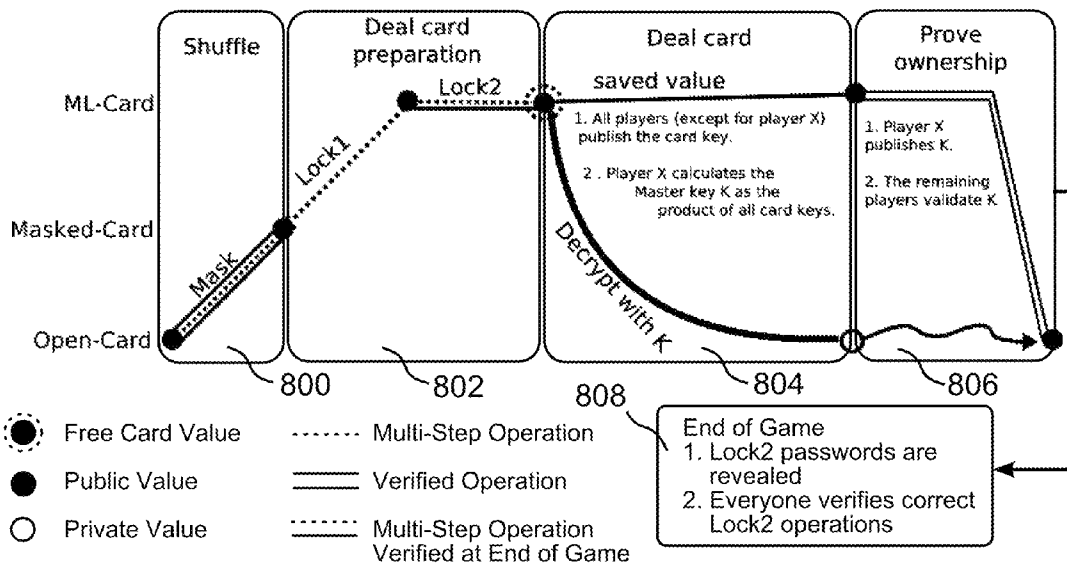 Shuffle
Deal card
preparation
Deal card
Prove
ownership
ML-Card
Masked-Card
Open-Card
Mask
Lock1
Lock2
saved value
1. All players (except for player X)
publish the card key.
2 . Player X calculates the
Master key K as the
product of all card keys.
Decrypt with K
1. Player X
publishes K.
2. The remaining
players validate K
800
802
804
806
808
Free Card Value
Public Value
Private Value
Multi-Step Operation
Verified Operation
Multi-Step Operation
Verified at End of Game
End of Game
1. Lock2 passwords are
revealed
2. Everyone verifies correct
Lock2 operations